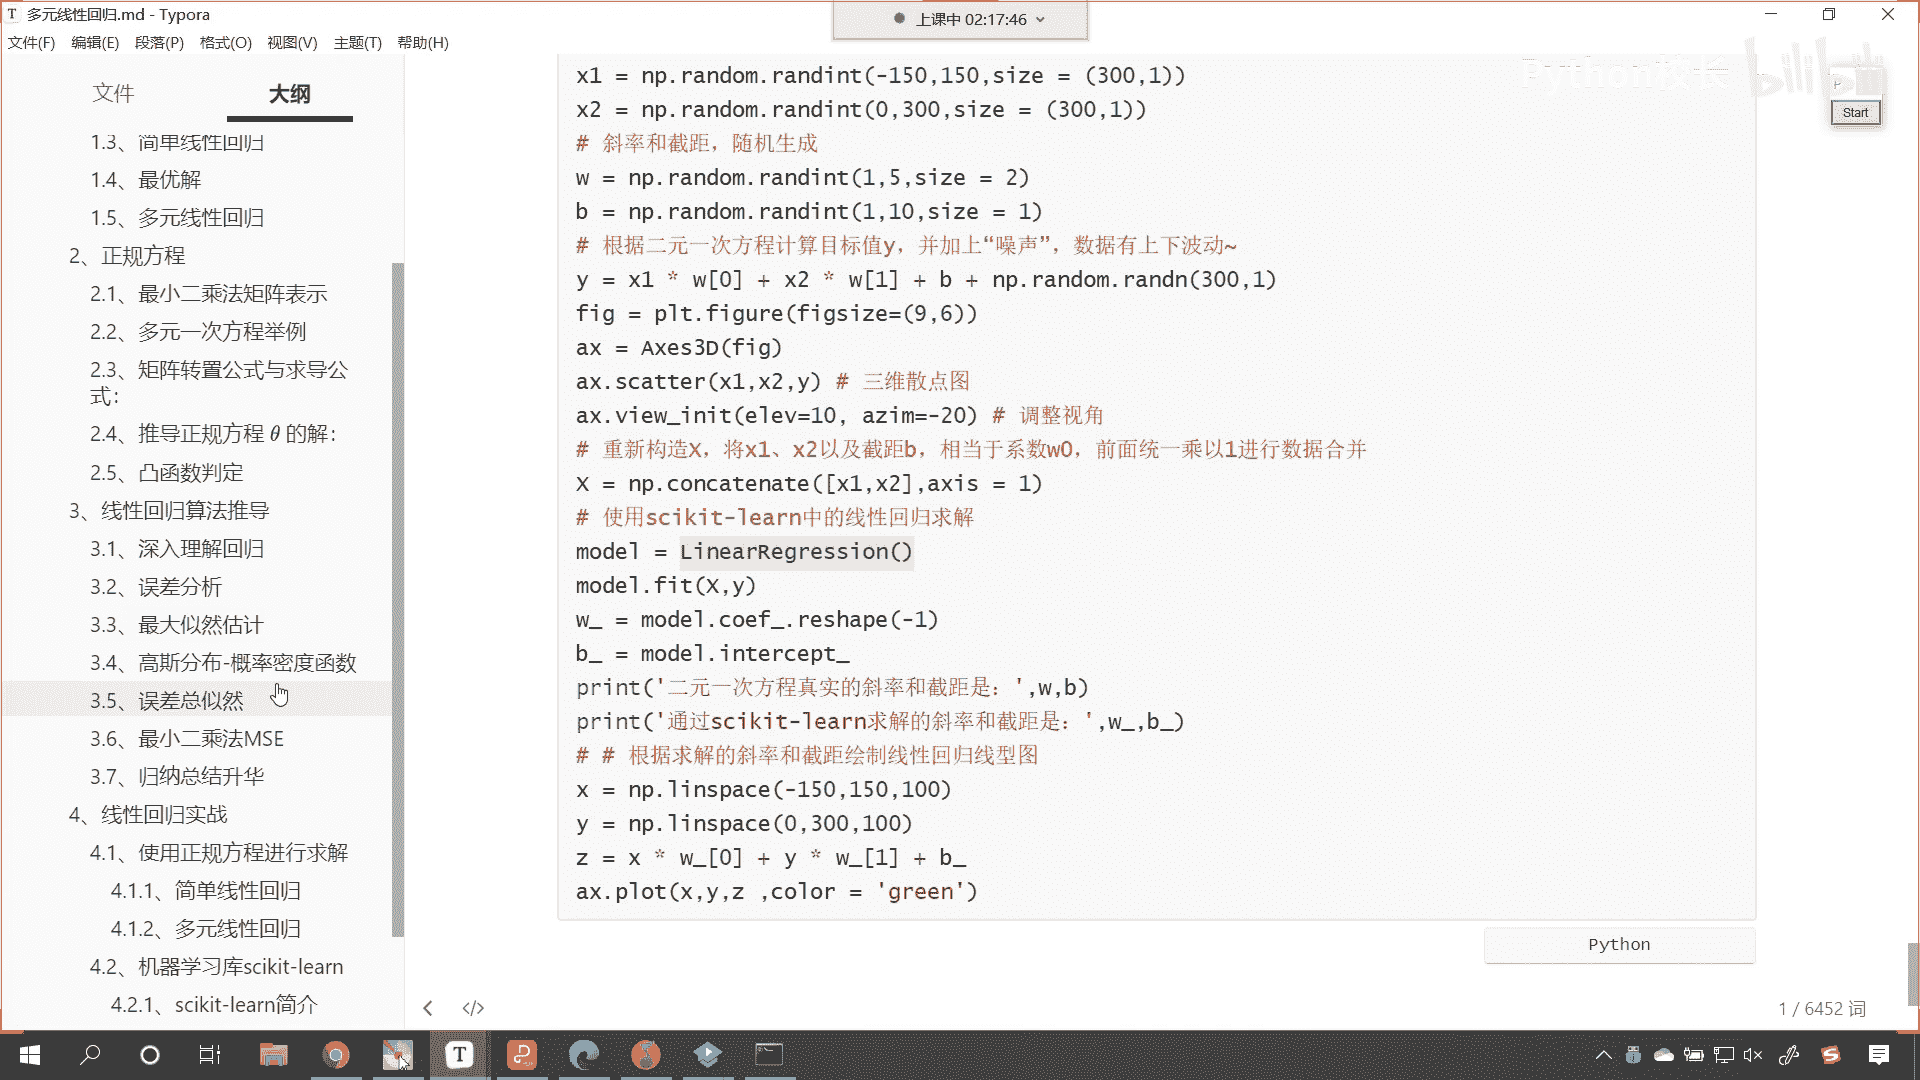 多元线性回归.md - Typora
上课中 02:17:46
文件(F) 编辑(E) 段落(P) 格式(O) 视图(V) 主题(T) 帮助(H)
文件 大纲
1.3、简单线性回归
1.4、最优解
1.5、多元线性回归
2、正规方程
2.1、最小二乘法矩阵表示
2.2、多元一次方程举例
2.3、矩阵转置公式与求导公
式：
2.4、推导正规方程 θ 的解：
2.5、凸函数判定
3、线性回归算法推导
3.1、深入理解回归
3.2、误差分析
3.3、最大似然估计
3.4、高斯分布-概率密度函数
3.5、误差总似然
3.6、最小二乘法MSE
3.7、归纳总结升华
4、线性回归实战
4.1、使用正规方程进行求解
4.1.1、简单线性回归
4.1.2、多元线性回归
4.2、机器学习库scikit-learn
4.2.1、scikit-learn简介
x1 = np.random.randint(-150,150,size = (300,1))
x2 = np.random.randint(0,300,size = (300,1))
# 斜率和截距，随机生成
w = np.random.randint(1,5,size = 2)
b = np.random.randint(1,10,size = 1)
# 根据二元一次方程计算目标值y，并加上“噪声”，数据有上下波动~
y = x1 * w[0] + x2 * w[1] + b + np.random.randn(300,1)
fig = plt.figure(figsize=(9,6))
ax = Axes3D(fig)
ax.scatter(x1,x2,y) # 三维散点图
ax.view_init(elev=10, azim=-20) # 调整视角
# 重新构造X，将x1、x2以及截距b，相当于系数w0，前面统一乘以1进行数据合并
X = np.concatenate([x1,x2],axis = 1)
# 使用scikit-learn中的线性回归求解
model = LinearRegression()
model.fit(X,y)
w_ = model.coef_.reshape(-1)
b_ = model.intercept_
print('二元一次方程真实的斜率和截距是：',w,b)
print('通过scikit-learn求解的斜率和截距是：',w_,b_)
# # 根据求解的斜率和截距绘制线性回归线型图
x = np.linspace(-150,150,100)
y = np.linspace(0,300,100)
z = x * w_[0] + y * w_[1] + b_
ax.plot(x,y,z ,color = 'green')
Python
1 / 6452 词
Python校长 bilibili
P
Start